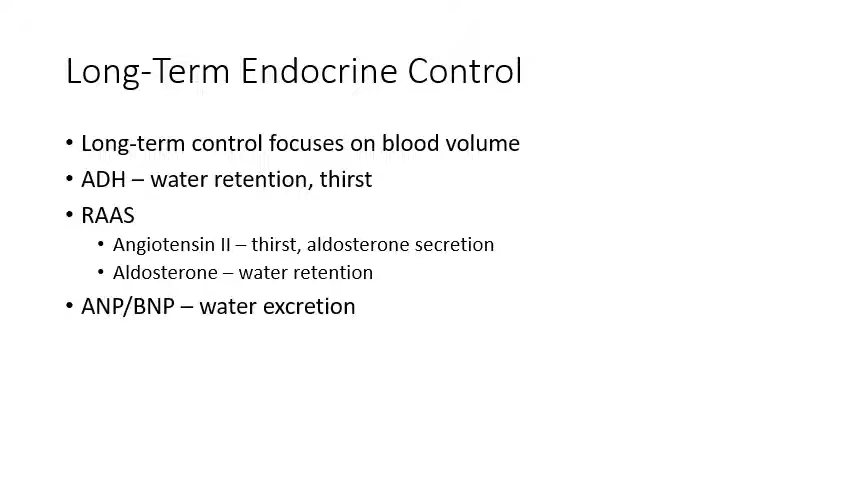 Long-Term Endocrine Control
• Long-term control focuses on blood volume
• ADH – water retention, thirst
• RAAS
• Angiotensin II – thirst, aldosterone secretion
• Aldosterone – water retention
• ANP/BNP – water excretion